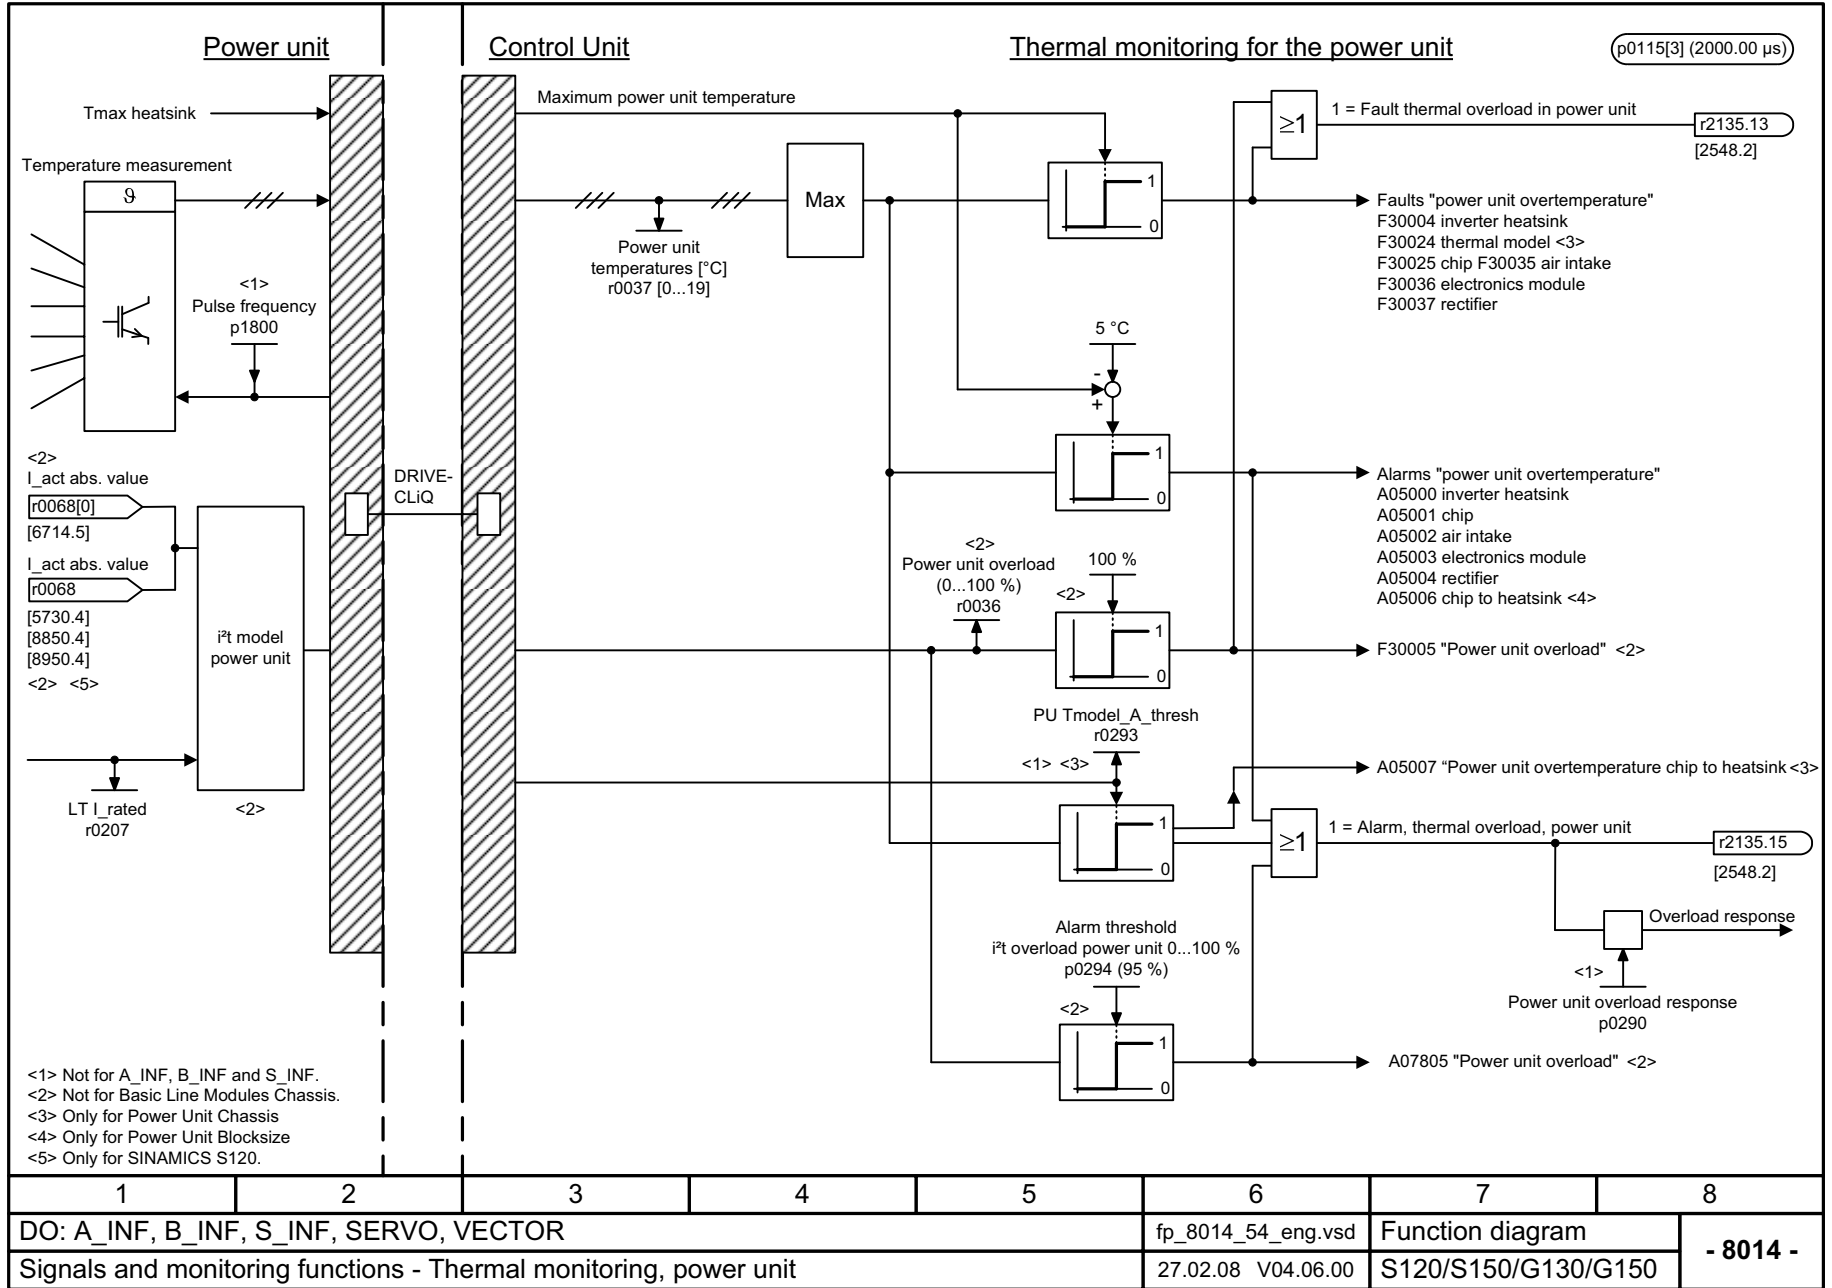 Power unit
Control Unit
Thermal monitoring for the power unit
p0115[3] (2000.00 µs)
Tmax heatsink
Maximum power unit temperature
1 = Fault thermal overload in power unit
≥1
r2135.13
[2548.2]
Temperature measurement
ϑ
Max
1
0
Power unit
temperatures [°C]
r0037 [0...19]
Faults "power unit overtemperature"
F30004 inverter heatsink
F30024 thermal model <3>
F30025 chip F30035 air intake
F30036 electronics module
F30037 rectifier
<1>
Pulse frequency
p1800
5 °C
-
+
1
0
Alarms "power unit overtemperature"
A05000 inverter heatsink
A05001 chip
A05002 air intake
A05003 electronics module
A05004 rectifier
A05006 chip to heatsink <4>
<2>
I_act abs. value
r0068[0]
[6714.5]
I_act abs. value
r0068
[5730.4]
[8850.4]
[8950.4]
<2> <5>
DRIVE-
CLiQ
i²t model
power unit
<2>
Power unit overload
(0...100 %)
r0036
100 %
<2>
1
0
F30005 "Power unit overload" <2>
LT I_rated
r0207
<2>
PU Tmodel_A_thresh
r0293
<1> <3>
1
0
A05007 “Power unit overtemperature chip to heatsink <3>
≥1
1 = Alarm, thermal overload, power unit
r2135.15
[2548.2]
Overload response
<1>
Power unit overload response
p0290
Alarm threshold
i²t overload power unit 0...100 %
p0294 (95 %)
<2>
1
0
A07805 "Power unit overload" <2>
<1> Not for A_INF, B_INF and S_INF.
<2> Not for Basic Line Modules Chassis.
<3> Only for Power Unit Chassis
<4> Only for Power Unit Blocksize
<5> Only for SINAMICS S120.
1 2 3 4 5 6 7 8
DO: A_INF, B_INF, S_INF, SERVO, VECTOR
fp_8014_54_eng.vsd
Function diagram
- 8014 -
Signals and monitoring functions - Thermal monitoring, power unit
27.02.08 V04.06.00
S120/S150/G130/G150